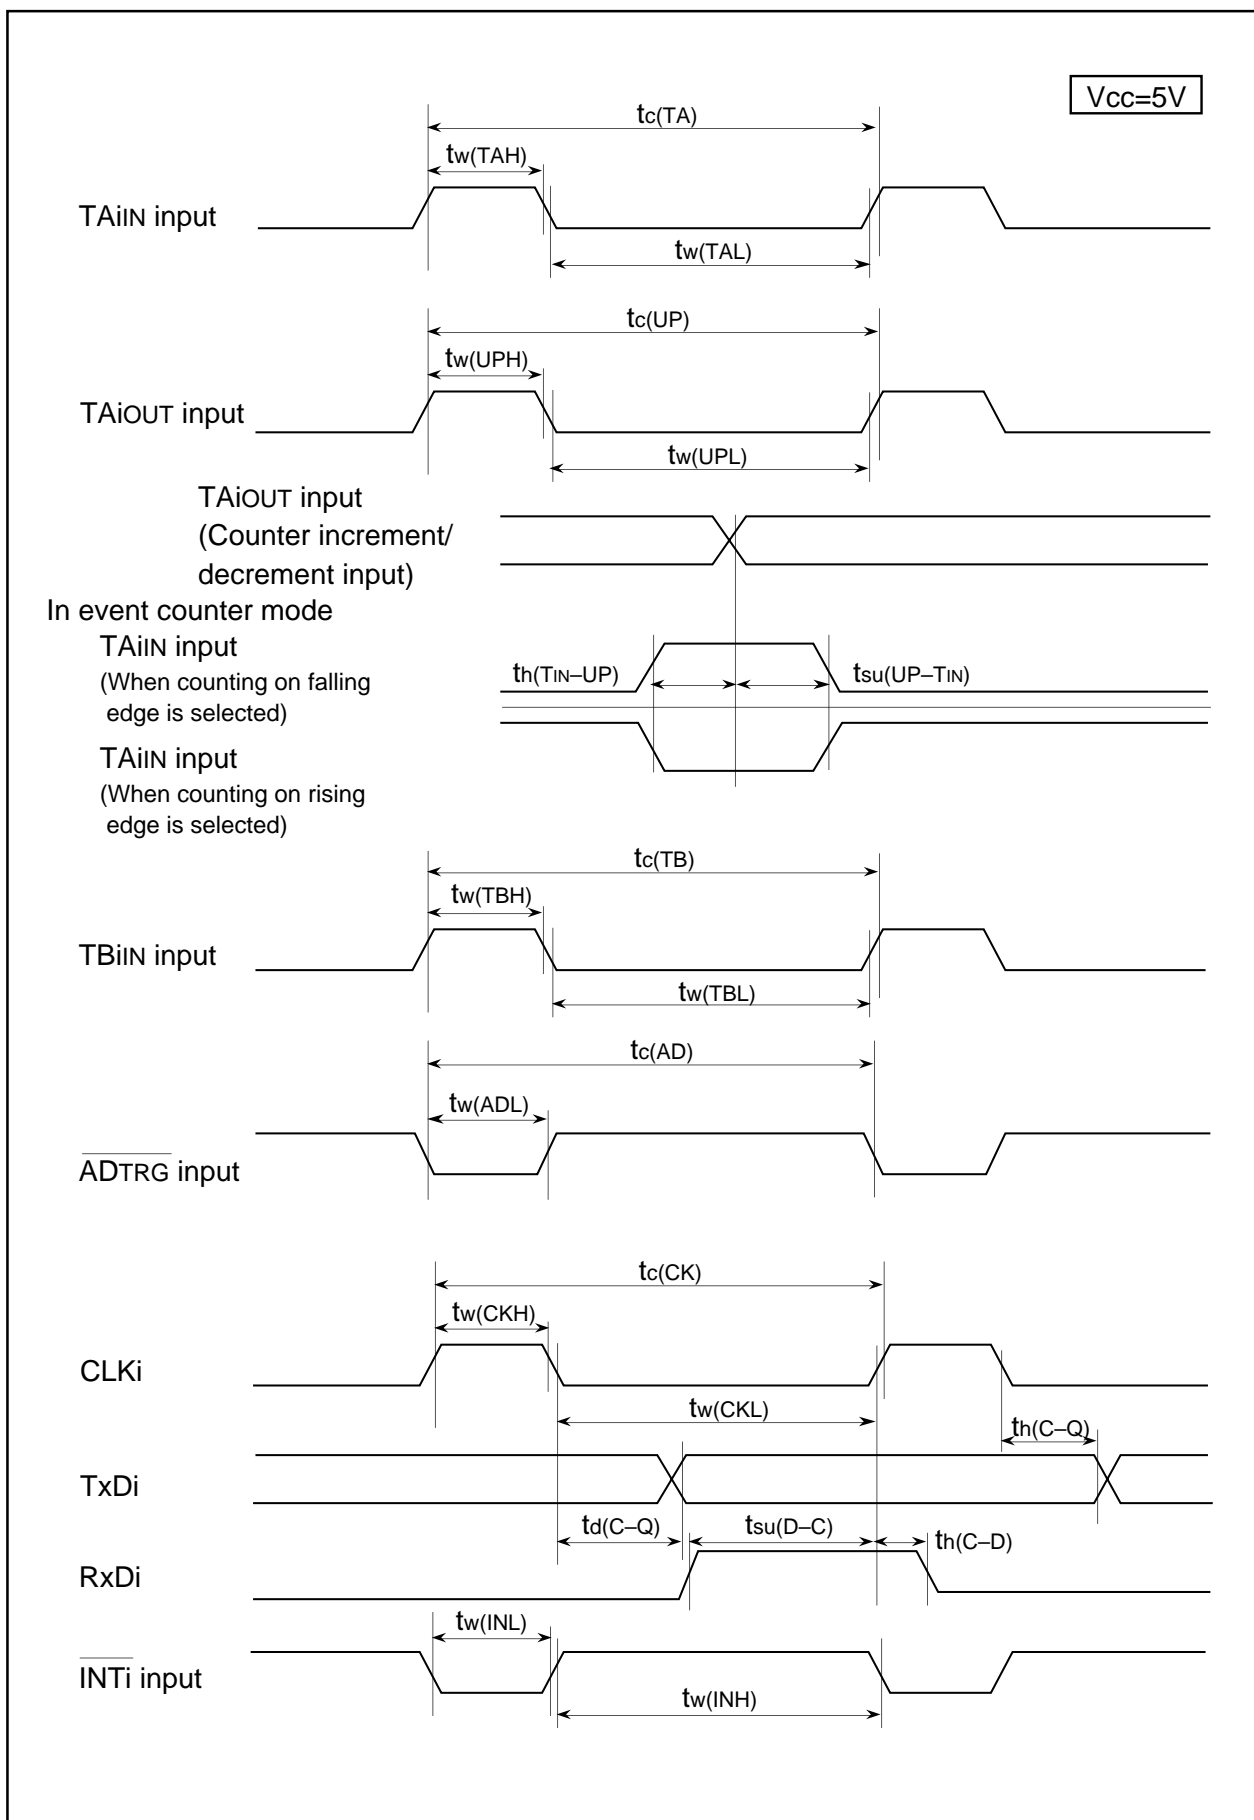 Vcc=5V
tc(TA)
tw(TAH)
TAiIN input
tw(TAL)
tc(UP)
tw(UPH)
TAiOUT input
tw(UPL)
TAiOUT input
(Counter increment/
decrement input)
In event counter mode
TAiIN input
(When counting on falling
edge is selected)
th(TIN–UP)
tsu(UP–TIN)
TAiIN input
(When counting on rising
edge is selected)
tc(TB)
tw(TBH)
TBiIN input
tw(TBL)
tc(AD)
tw(ADL)
ADTRG input
tc(CK)
tw(CKH)
CLKi
tw(CKL)
th(C–Q)
TxDi
td(C–Q)
tsu(D–C)
th(C–D)
RxDi
tw(INL)
INTi input
tw(INH)